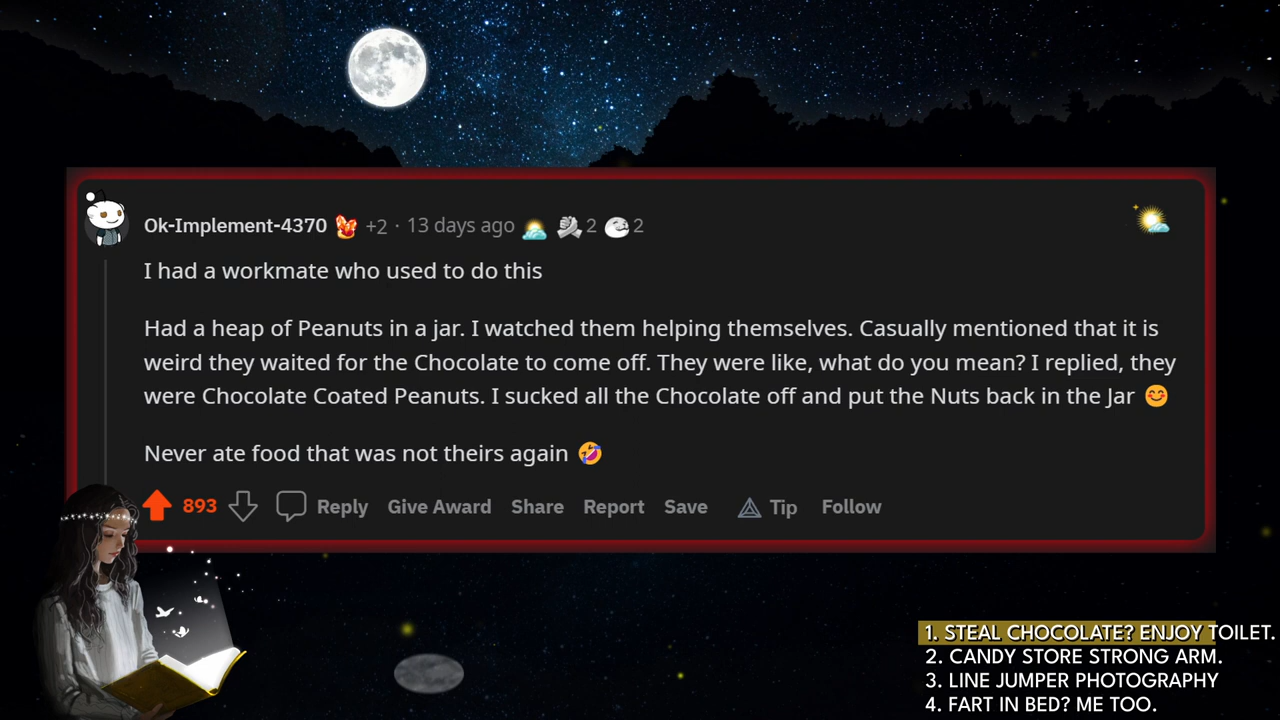 Ok-Implement-4370 +2 · 13 days ago 2 2
I had a workmate who used to do this
Had a heap of Peanuts in a jar. I watched them helping themselves. Casually mentioned that it is
weird they waited for the Chocolate to come off. They were like, what do you mean? I replied, they
were Chocolate Coated Peanuts. I sucked all the Chocolate off and put the Nuts back in the Jar 😊
Never ate food that was not theirs again 🤣
893 Reply Give Award Share Report Save Tip Follow
1. STEAL CHOCOLATE? ENJOY TOILET.
2. CANDY STORE STRONG ARM.
3. LINE JUMPER PHOTOGRAPHY
4. FART IN BED? ME TOO.